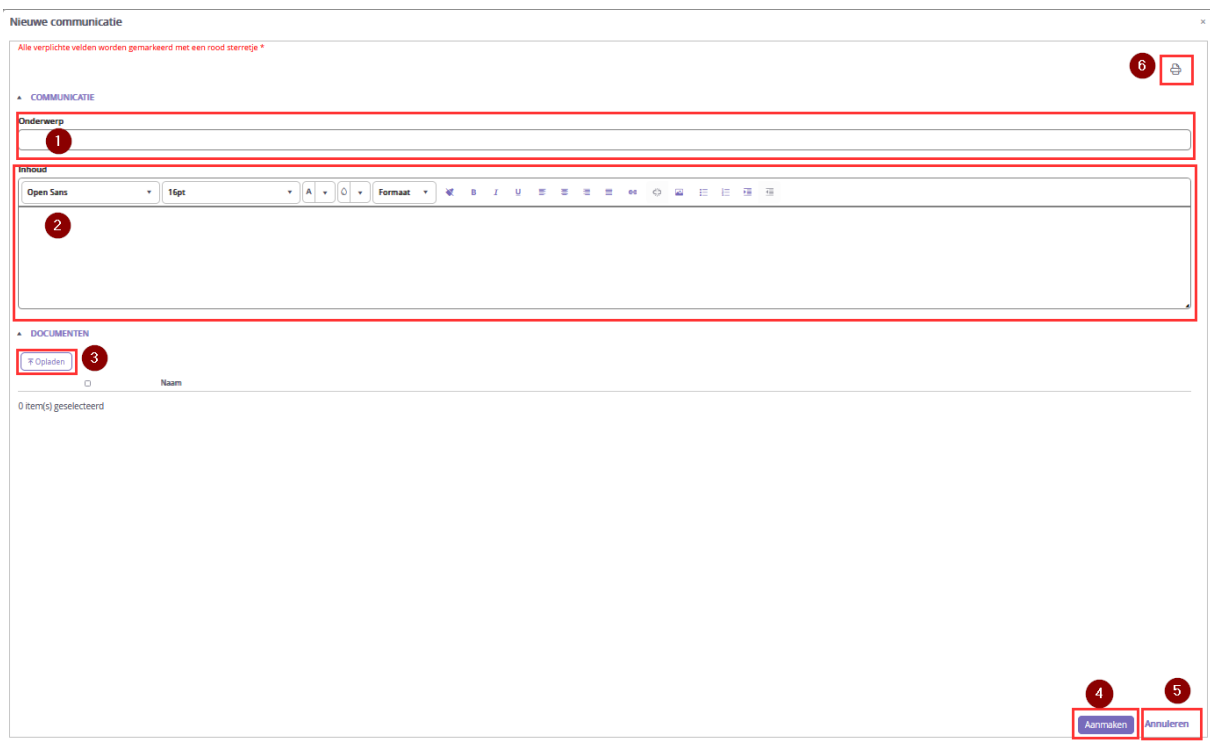 Nieuwe communicatie ×
Alle verplichte velden worden gemarkeerd met een rood sterretje *
6
COMMUNICATIE
Onderwerp
1
Inhoud
Open Sans 16pt A Formaat B I U
2
DOCUMENTEN
Opladen 3
Naam
0 item(s) geselecteerd
4 5
Aanmaken Annuleren